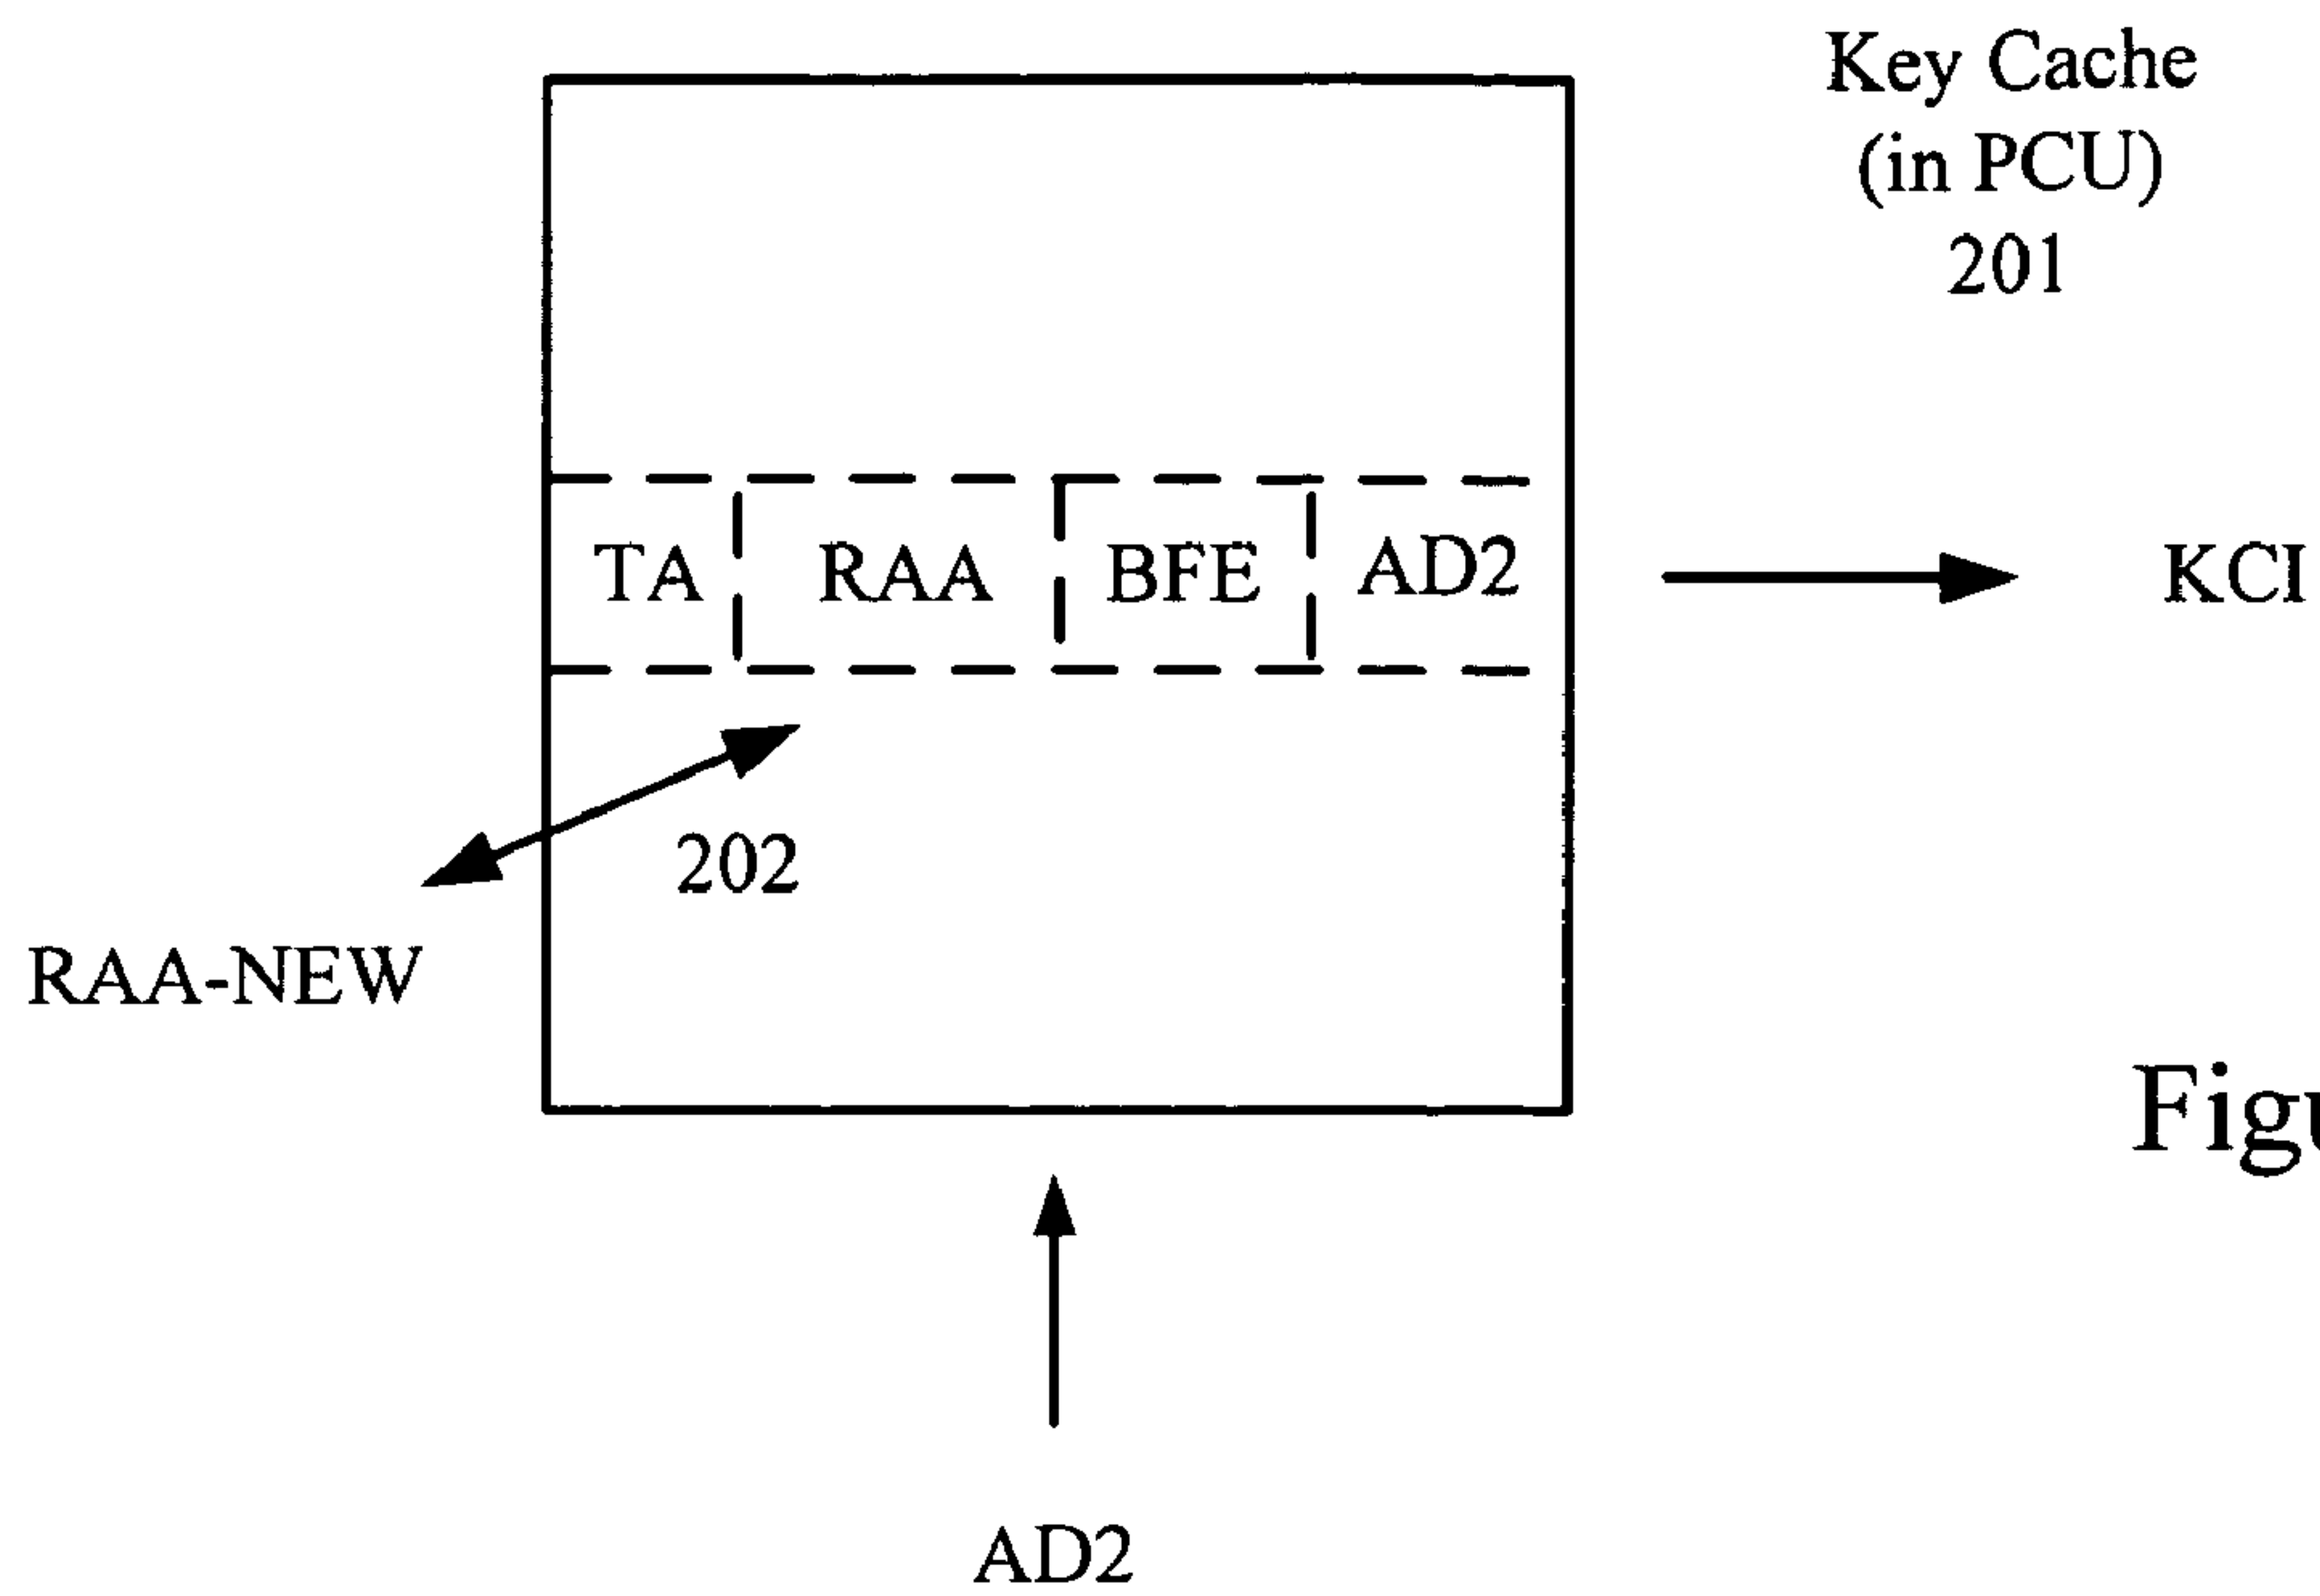 Key Cache
(in PCU)
201
TA RAA BFE AD2
KCI
202
RAA-NEW
AD2